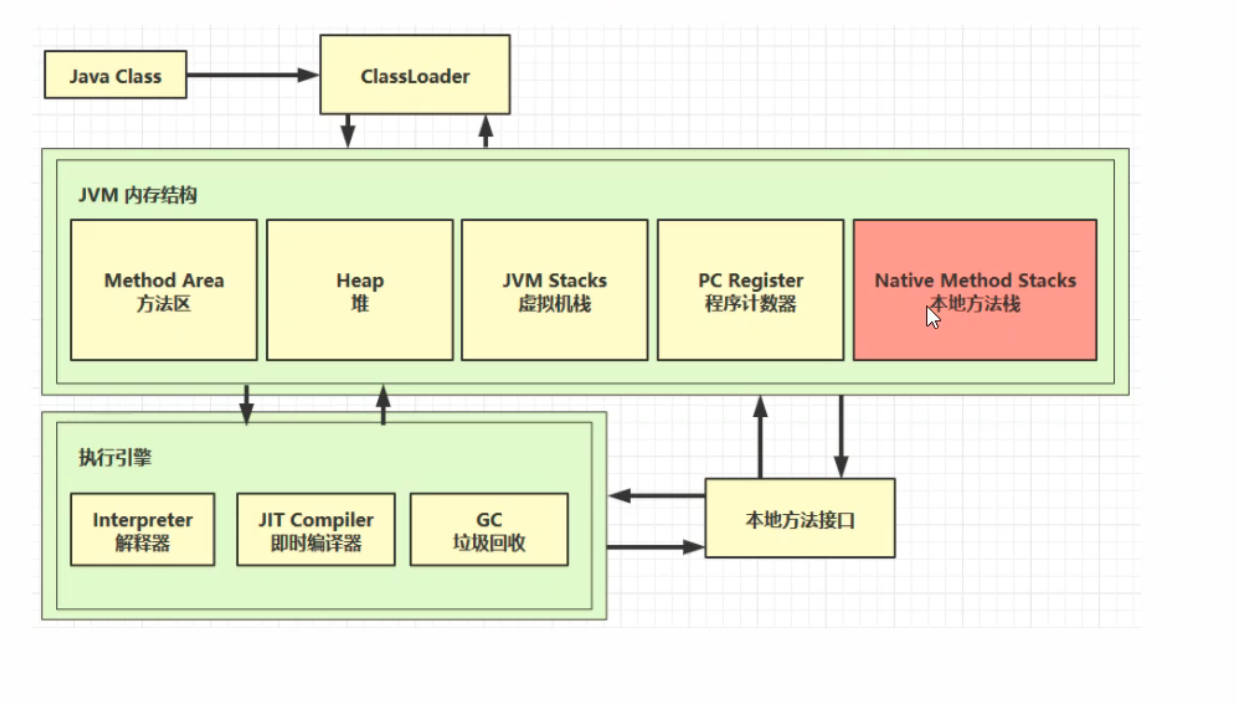 Java Class
ClassLoader
JVM 内存结构
Method Area
方法区
Heap
堆
JVM Stacks
虚拟机栈
PC Register
程序计数器
Native Method Stacks
本地方法栈
执行引擎
Interpreter
解释器
JIT Compiler
即时编译器
GC
垃圾回收
本地方法接口